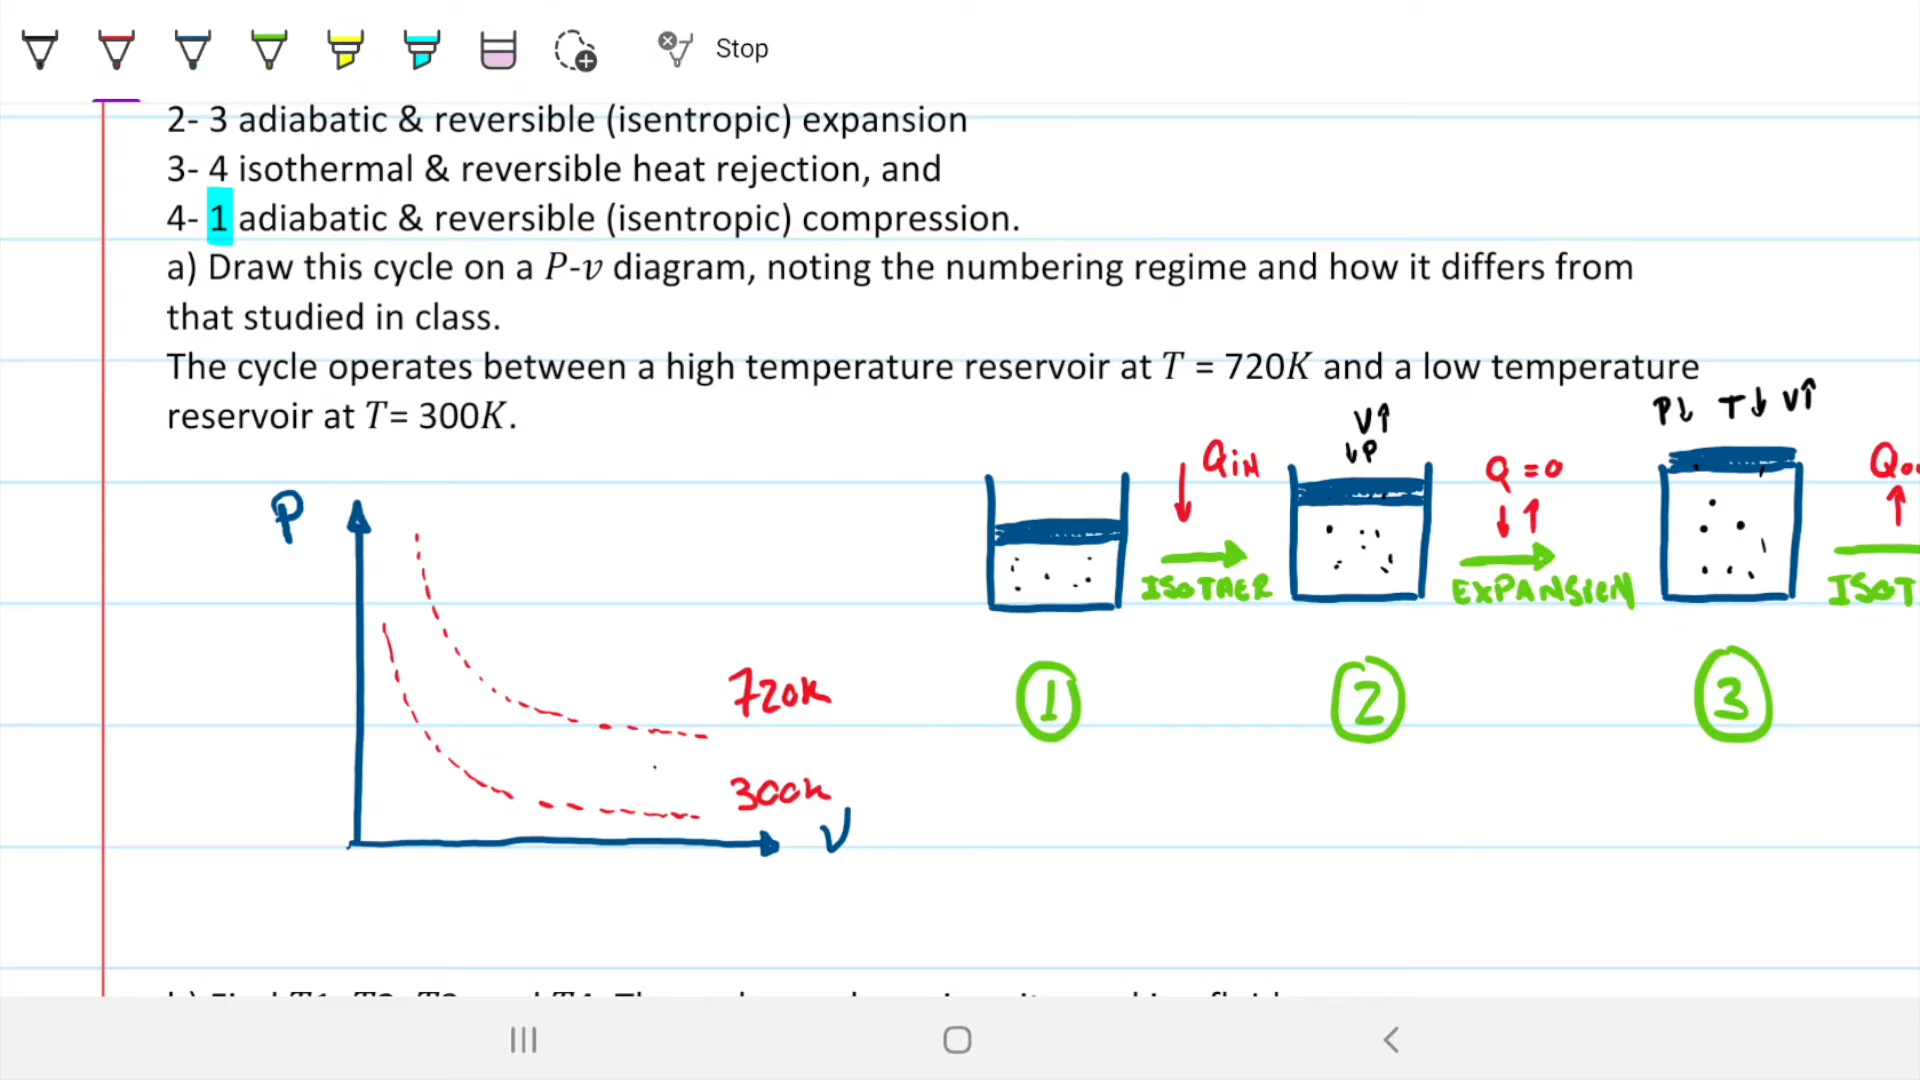 Stop
2- 3 adiabatic & reversible (isentropic) expansion
3- 4 isothermal & reversible heat rejection, and
4- 1 adiabatic & reversible (isentropic) compression.
a) Draw this cycle on a P-v diagram, noting the numbering regime and how it differs from
that studied in class.
The cycle operates between a high temperature reservoir at T = 720K and a low temperature
reservoir at T= 300K.
P↓ T↓ V↑
V↑
↓P
QiN
Q = 0
P
ISOTHER
EXPANSION
ISOT
720K
1
2
3
300K
V